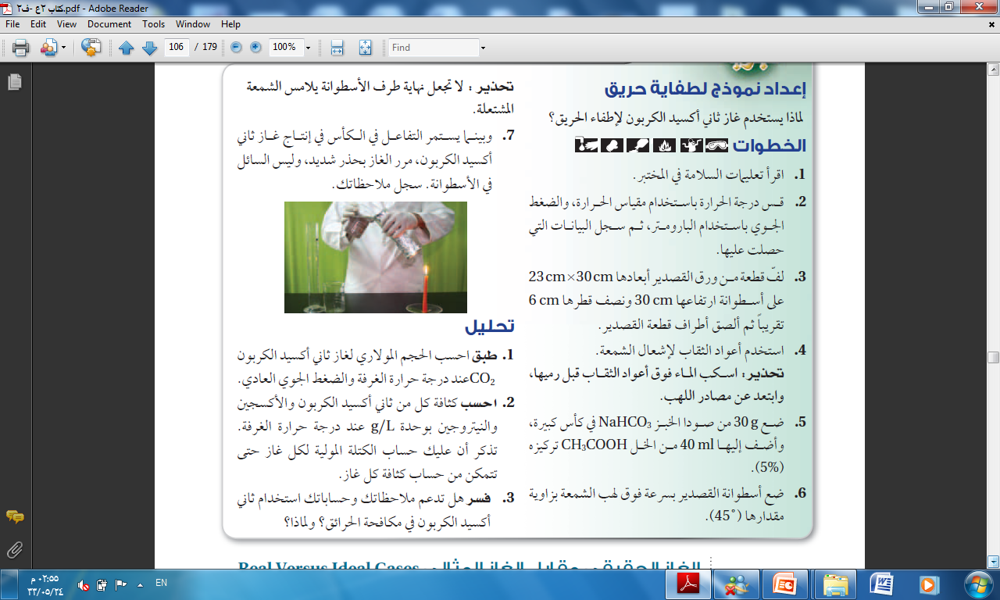 كتاب ٢ع -ف٢.pdf - Adobe Reader
File Edit View Document Tools Window Help
106 / 179 100% Find
إعداد نموذج لطفاية حريق
لماذا يستخدم غاز ثاني أكسيد الكربون لإطفاء الحريق؟
الخطوات
1. اقرأ تعليمات السلامة في المختبر.
2. قس درجة الحرارة باستخدام مقياس الحرارة، والضغط
الجوي باستخدام البارومتر، ثم سجل البيانات التي
حصلت عليها.
3. لفّ قطعة من ورق القصدير أبعادها 23 cm×30 cm
على أسطوانة ارتفاعها 30 cm ونصف قطرها 6 cm
تقريباً ثم ألصق أطراف قطعة القصدير.
4. استخدم أعواد الثقاب لإشعال الشمعة.
تحذير: اسكب الماء فوق أعواد الثقاب قبل رميها،
وابتعد عن مصادر اللهب.
5. ضع 30 g من صودا الخبز NaHCO₃ في كأس كبيرة،
وأضف إليها 40 ml من الخل CH₃COOH تركيزه
(5%).
6. ضع أسطوانة القصدير بسرعة فوق لهب الشمعة بزاوية
مقدارها (45°).
تحذير : لا تجعل نهاية طرف الأسطوانة يلامس الشمعة
المشتعلة.
7. وبينما يستمر التفاعل في الكأس في إنتاج غاز ثاني
أكسيد الكربون، مرر الغاز بحذر شديد، وليس السائل
في الأسطوانة. سجل ملاحظاتك.
تحليل
1. طبق احسب الحجم المولاري لغاز ثاني أكسيد الكربون
CO₂ عند درجة حرارة الغرفة والضغط الجوي العادي.
2. احسب كثافة كل من ثاني أكسيد الكربون والأكسجين
والنيتروجين بوحدة g/L عند درجة حرارة الغرفة.
تذكر أن عليك حساب الكتلة المولية لكل غاز حتى
تتمكن من حساب كثافة كل غاز.
3. فسر هل تدعم ملاحظاتك وحساباتك استخدام ثاني
أكسيد الكربون في مكافحة الحرائق؟ ولماذا؟
الغاز الحقيقي مقابل الغاز المثالي Real Versus Ideal Gases
EN
٠٢:٥٥ م
٣٣/٠٥/٢٤